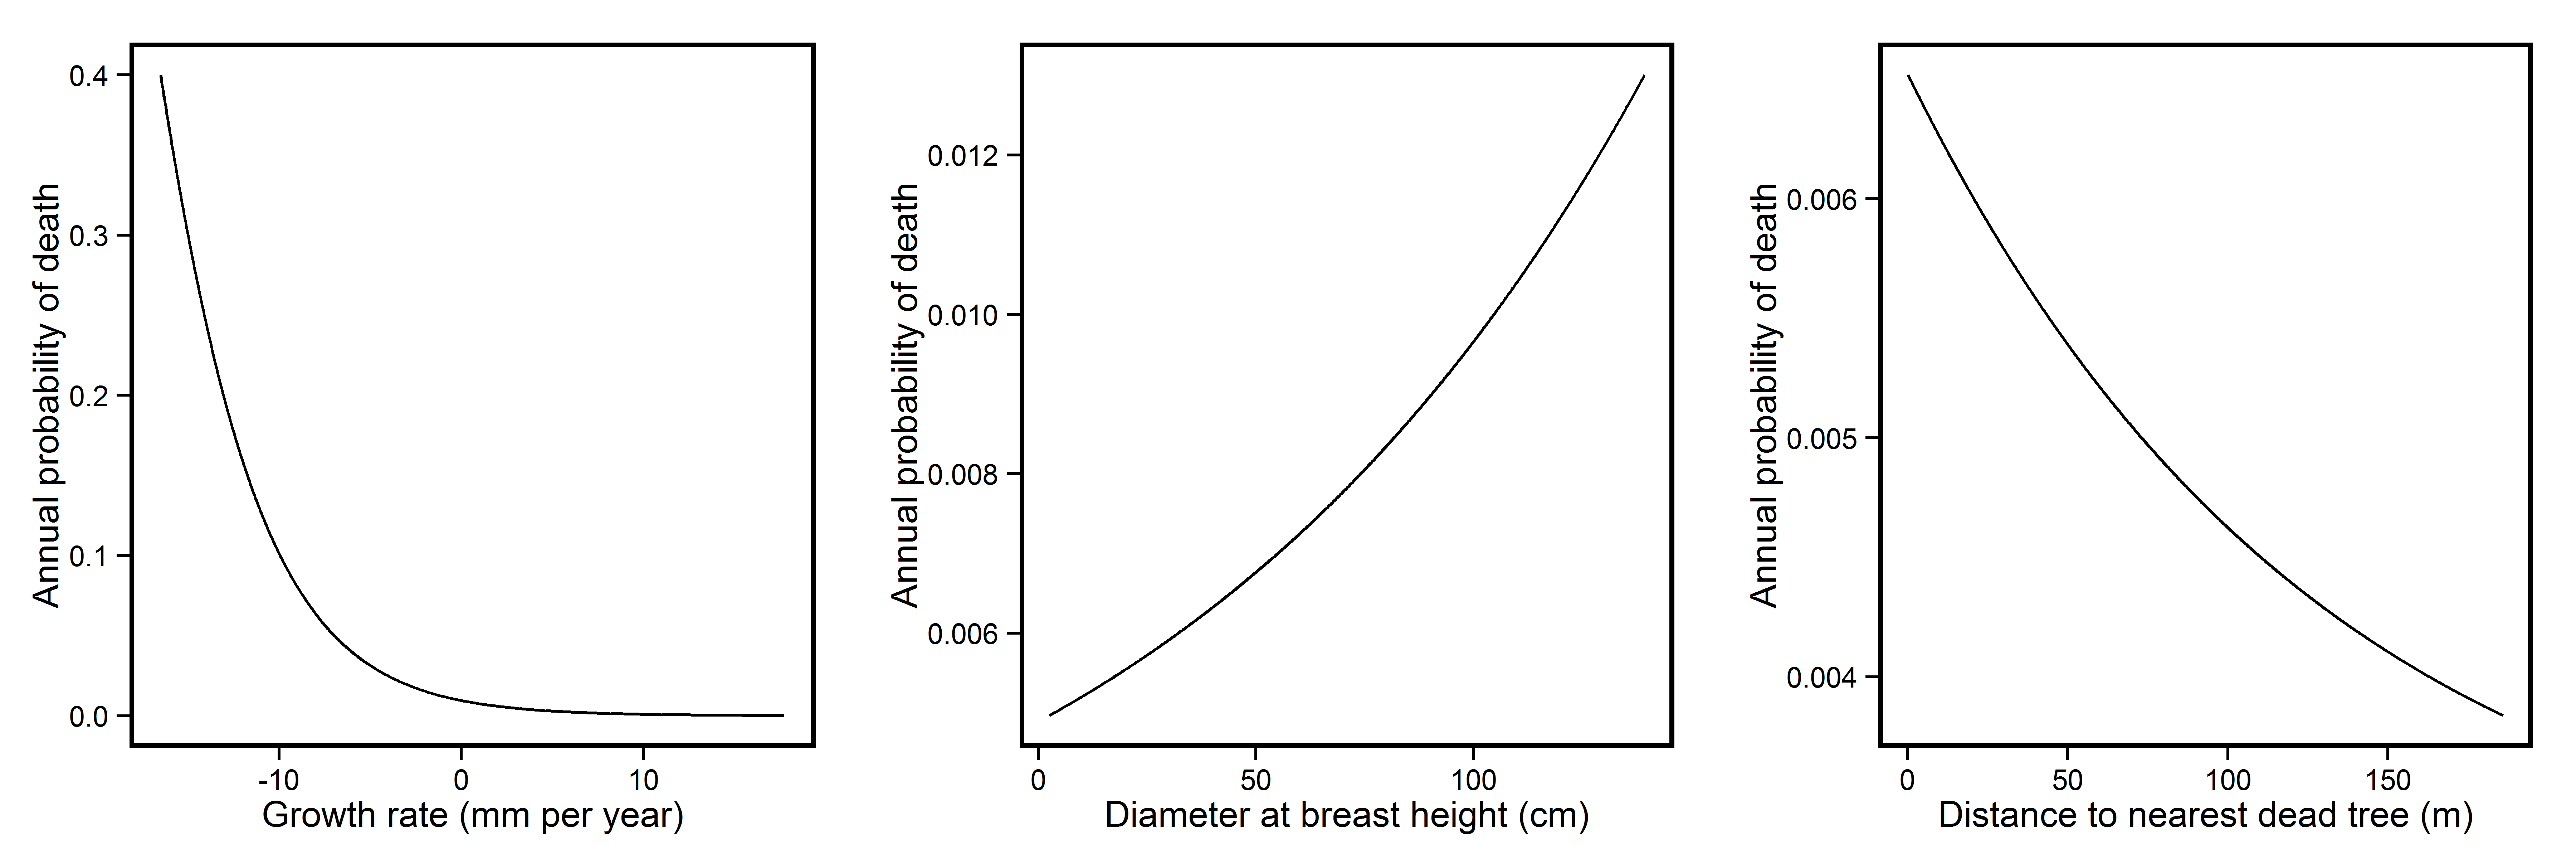 Annual probability of death
0.4
0.3
0.2
0.1
0.0
-10 0 10
Growth rate (mm per year)
Annual probability of death
0.012
0.010
0.008
0.006
0 50 100
Diameter at breast height (cm)
Annual probability of death
0.006
0.005
0.004
0 50 100 150
Distance to nearest dead tree (m)